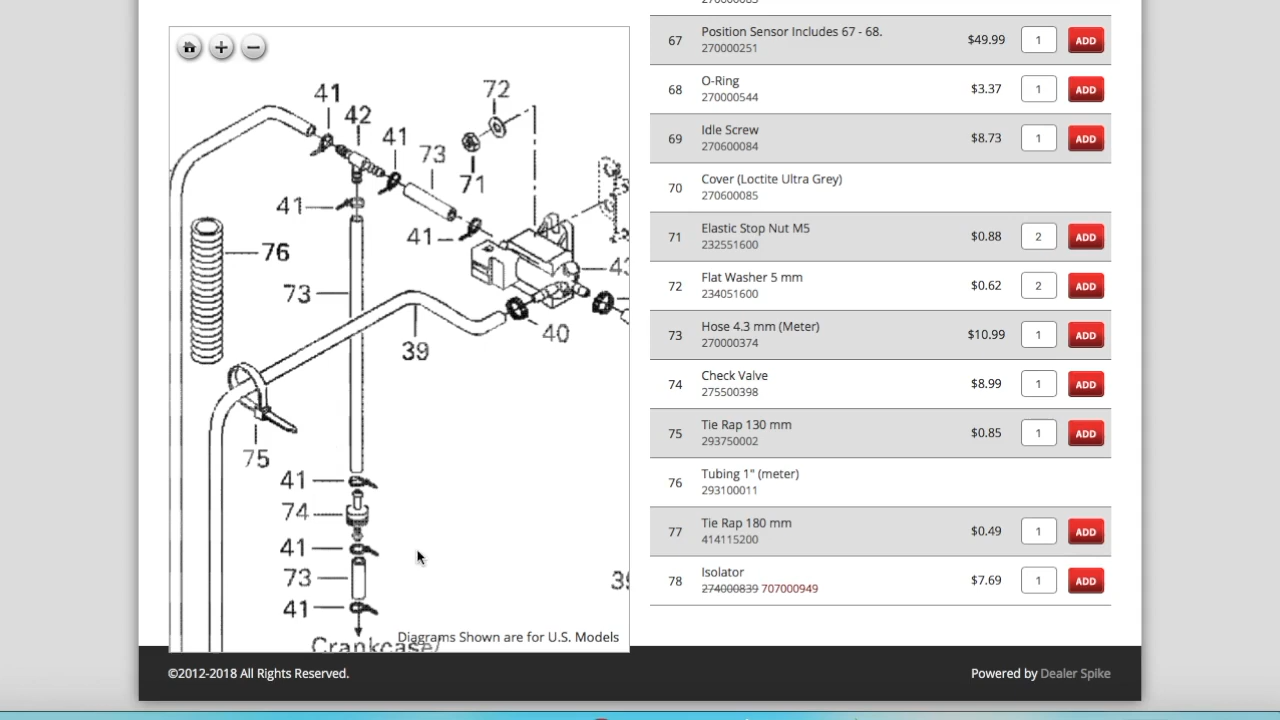 67 Position Sensor Includes 67 - 68. $49.99 1 ADD
270000251
68 O-Ring $3.37 1 ADD
270000544
69 Idle Screw $8.73 1 ADD
270600084
70 Cover (Loctite Ultra Grey)
270600085
71 Elastic Stop Nut M5 $0.88 2 ADD
232551600
72 Flat Washer 5 mm $0.62 2 ADD
234051600
73 Hose 4.3 mm (Meter) $10.99 1 ADD
270000374
74 Check Valve $8.99 1 ADD
275500398
75 Tie Rap 130 mm $0.85 1 ADD
293750002
76 Tubing 1" (meter)
293100011
77 Tie Rap 180 mm $0.49 1 ADD
414115200
78 Isolator $7.69 1 ADD
274000839 707000949
41
42
41
73
72
71
41
41
76
73
40
39
75
41
74
41
73
41
Crankcase/
Diagrams Shown are for U.S. Models
©2012-2018 All Rights Reserved.
Powered by Dealer Spike